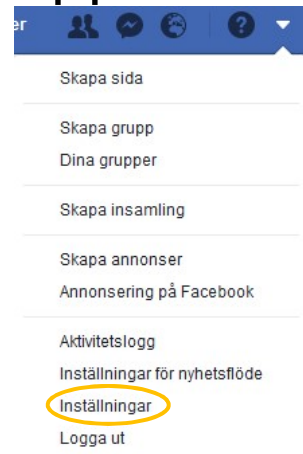 er
Skapa sida
Skapa grupp
Dina grupper
Skapa insamling
Skapa annonser
Annonsering på Facebook
Aktivitetslogg
Inställningar för nyhetsflöde
Inställningar
Logga ut